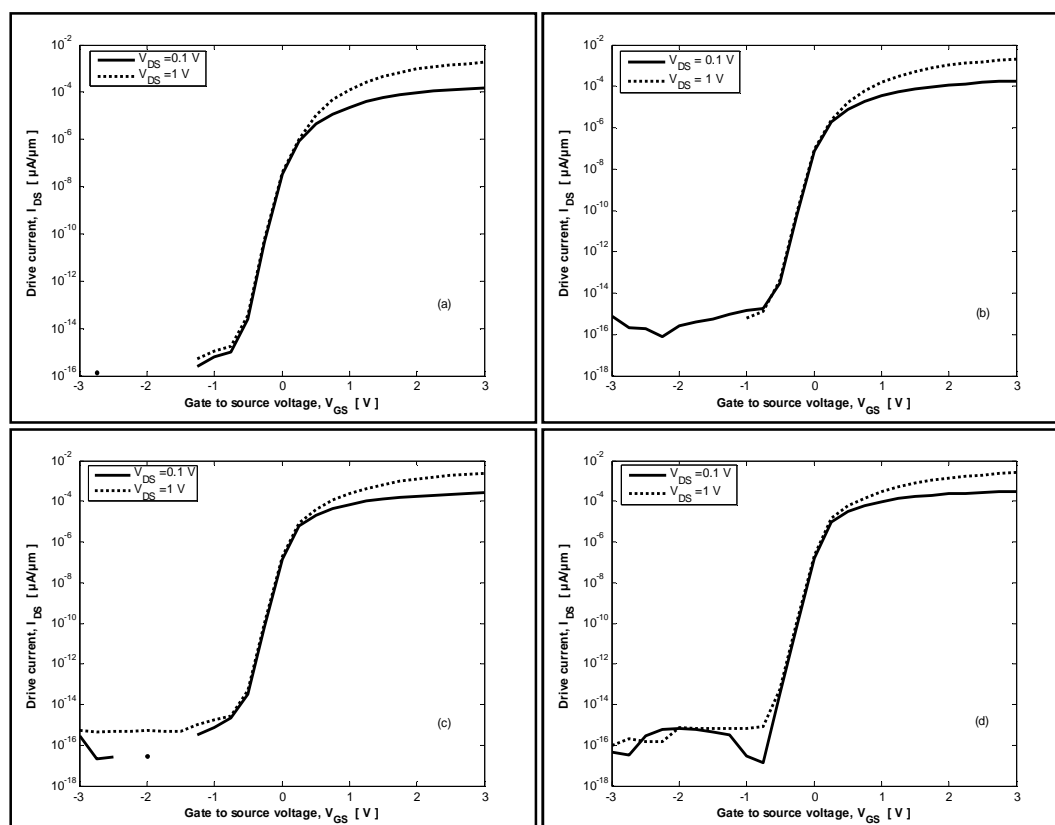 V_DS =0.1 V
V_DS =1 V
Drive current, I_DS [ µA/µm ]
10^-2
10^-4
10^-6
10^-8
10^-10
10^-12
10^-14
10^-16
(a)
-3 -2 -1 0 1 2 3
Gate to source voltage, V_GS [ V ]
V_DS = 0.1 V
V_DS = 1 V
Drive current, I_DS [ µA/µm ]
10^-2
10^-4
10^-6
10^-8
10^-10
10^-12
10^-14
10^-16
10^-18
(b)
-3 -2 -1 0 1 2 3
Gate to source voltage, V_GS [ V ]
V_DS =0.1 V
V_DS =1 V
Drive current, I_DS [ µA/µm ]
10^-2
10^-4
10^-6
10^-8
10^-10
10^-12
10^-14
10^-16
10^-18
(c)
-3 -2 -1 0 1 2 3
Gate to source voltage, V_GS [ V ]
V_DS =0.1 V
V_DS =1 V
Drive current, I_DS [ µA/µm ]
10^-2
10^-4
10^-6
10^-8
10^-10
10^-12
10^-14
10^-16
10^-18
(d)
-3 -2 -1 0 1 2 3
Gate to source voltage, V_GS [ V ]